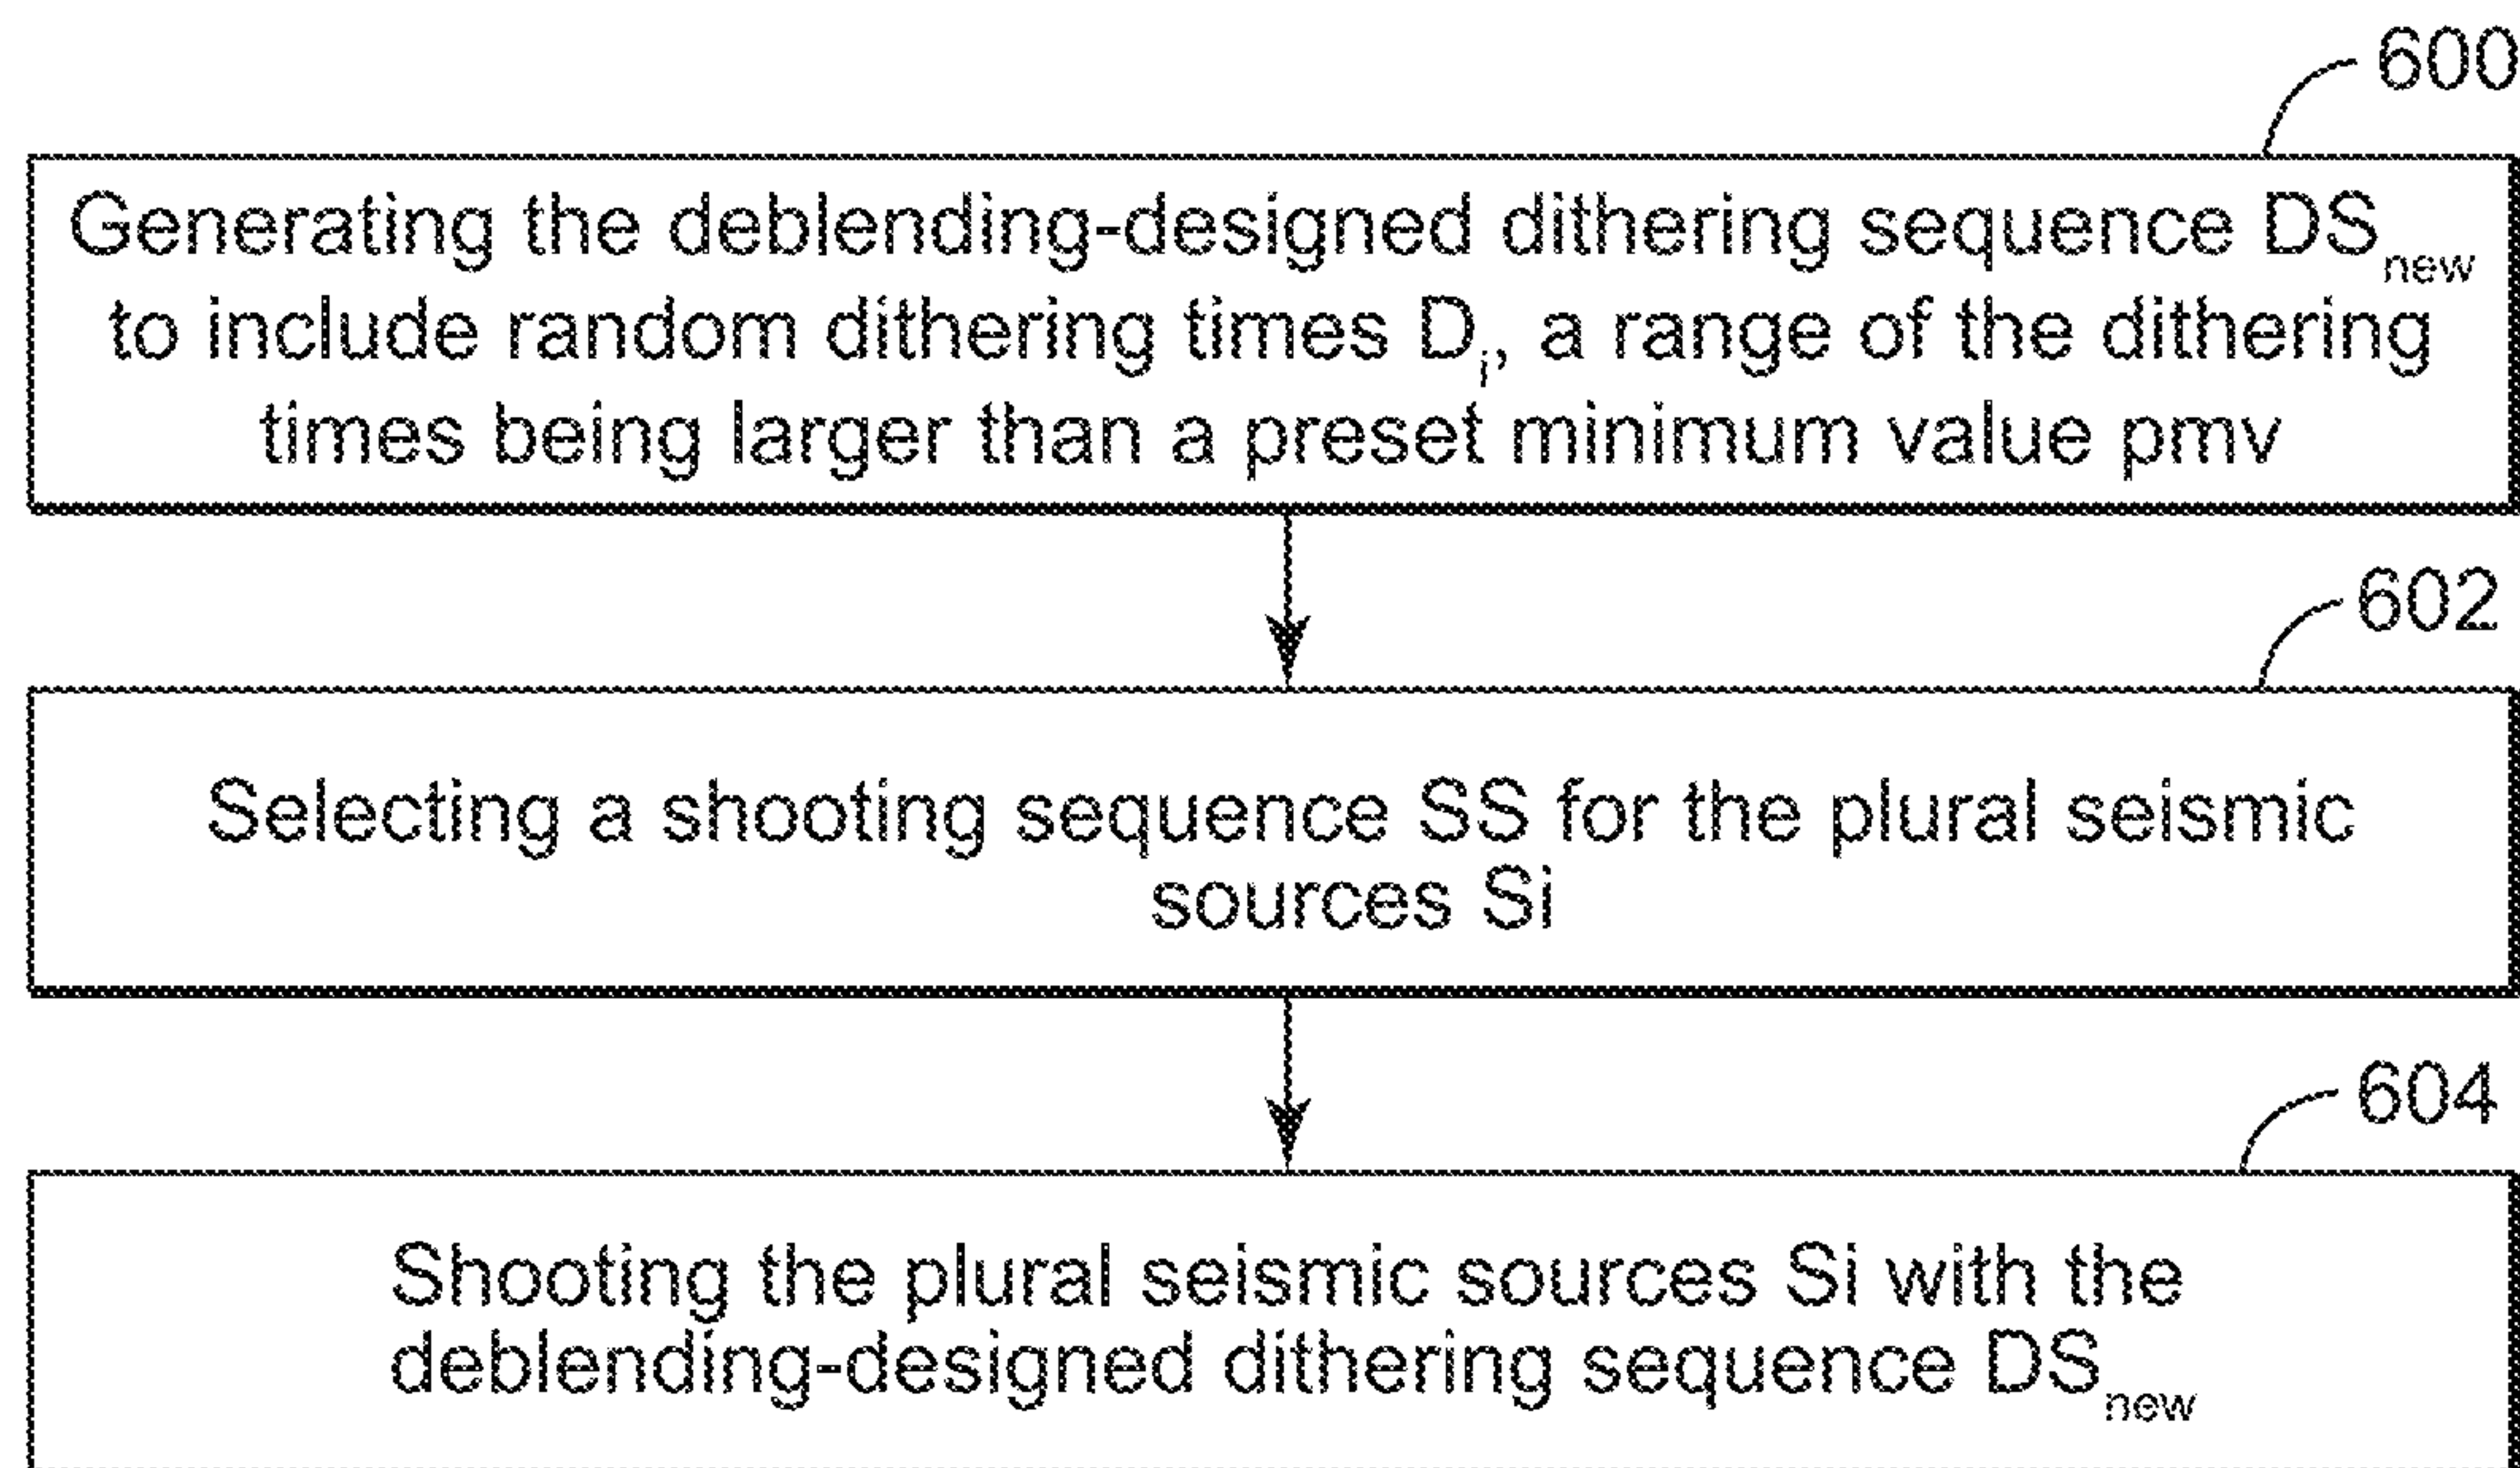 600
Generating the deblending-designed dithering sequence DSnew
to include random dithering times Di, a range of the dithering
times being larger than a preset minimum value pmv
602
Selecting a shooting sequence SS for the plural seismic
sources Si
604
Shooting the plural seismic sources Si with the
deblending-designed dithering sequence DSnew